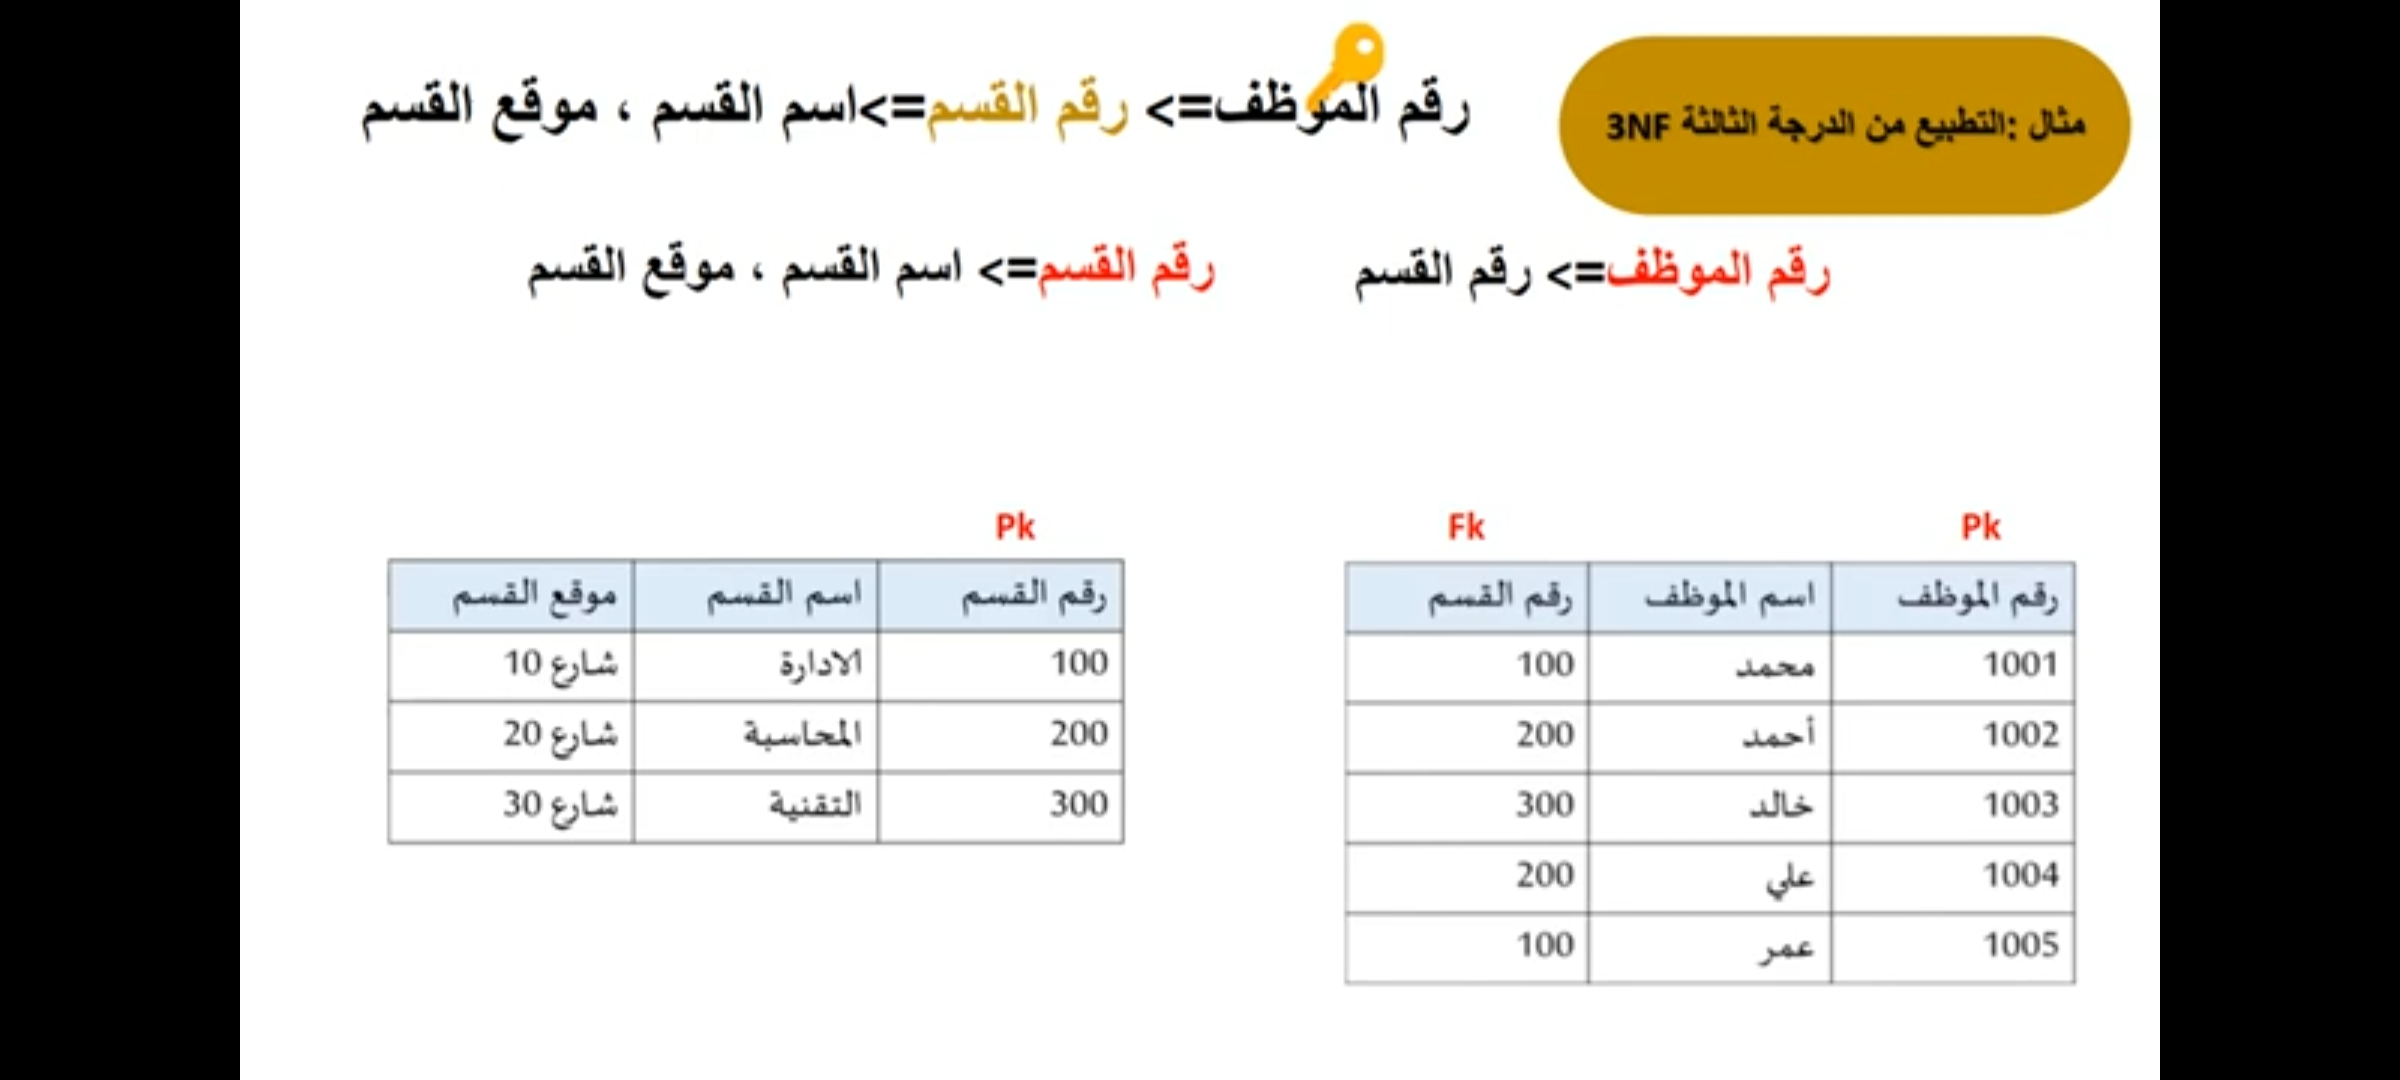 مثال :التطبيع من الدرجة الثالثة 3NF
رقم الموظف=> رقم القسم=>اسم القسم ، موقع القسم
رقم الموظف=> رقم القسم
رقم القسم=> اسم القسم ، موقع القسم
Pk Fk
رقم الموظف اسم الموظف رقم القسم
1001 محمد 100
1002 أحمد 200
1003 خالد 300
1004 علي 200
1005 عمر 100
Pk
رقم القسم اسم القسم موقع القسم
100 الادارة شارع 10
200 المحاسبة شارع 20
300 التقنية شارع 30